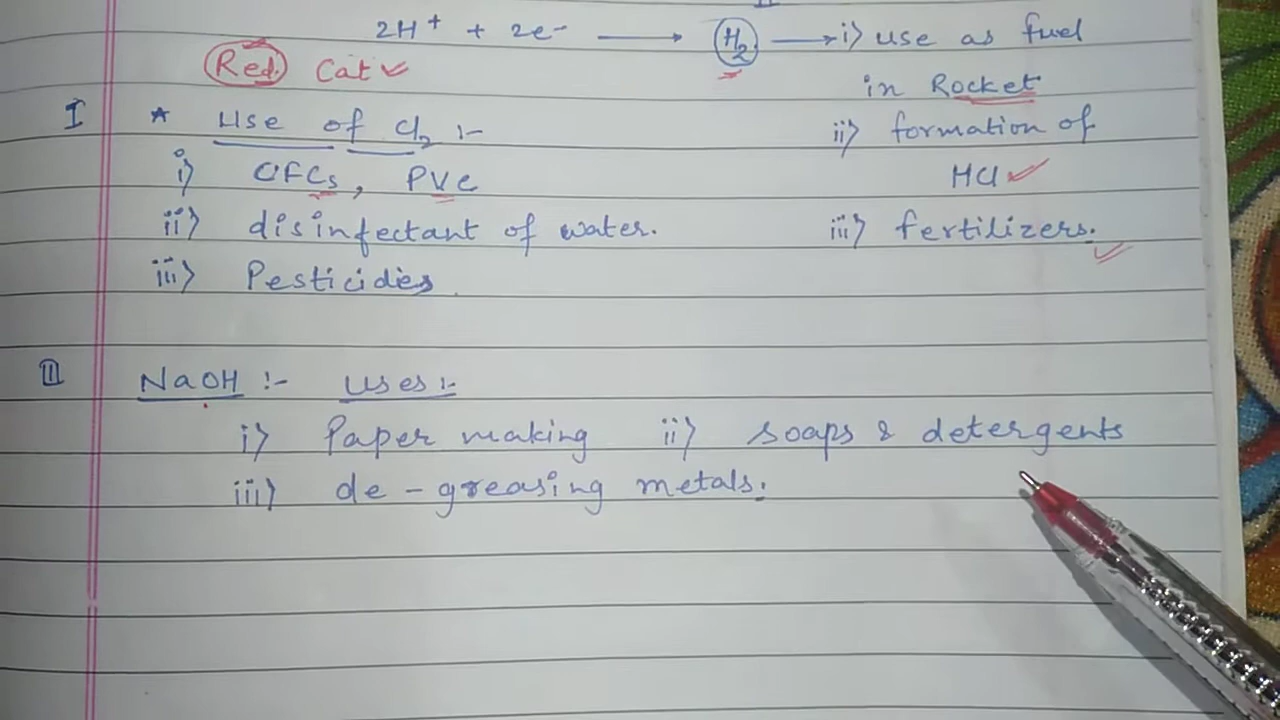 2H⁺ + 2e⁻ ⟶ H₂ ⟶ i) use as fuel
Red. Cat ✓
in Rocket
I * Use of Cl₂ :-
ii) formation of
i) CFCs, PVC
HCl ✓
ii) disinfectant of water.
iii) fertilizers. ✓
iii) Pesticides
II NaOH :- Uses :-
i) Paper making ii) soaps & detergents
iii) de-greasing metals.